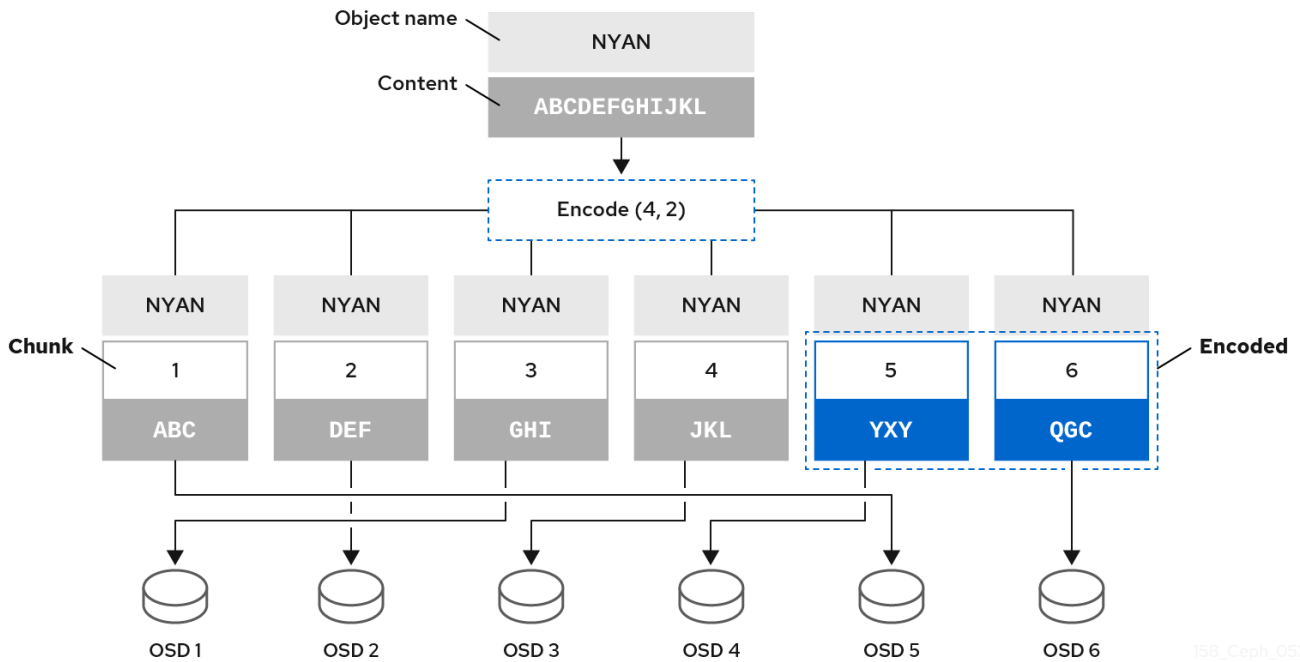 Object name
NYAN
Content
ABCDEFGHIJKL
Encode (4, 2)
NYAN NYAN NYAN NYAN NYAN NYAN
Chunk 1 2 3 4 5 6 Encoded
ABC DEF GHI JKL YXY QGC
OSD 1 OSD 2 OSD 3 OSD 4 OSD 5 OSD 6